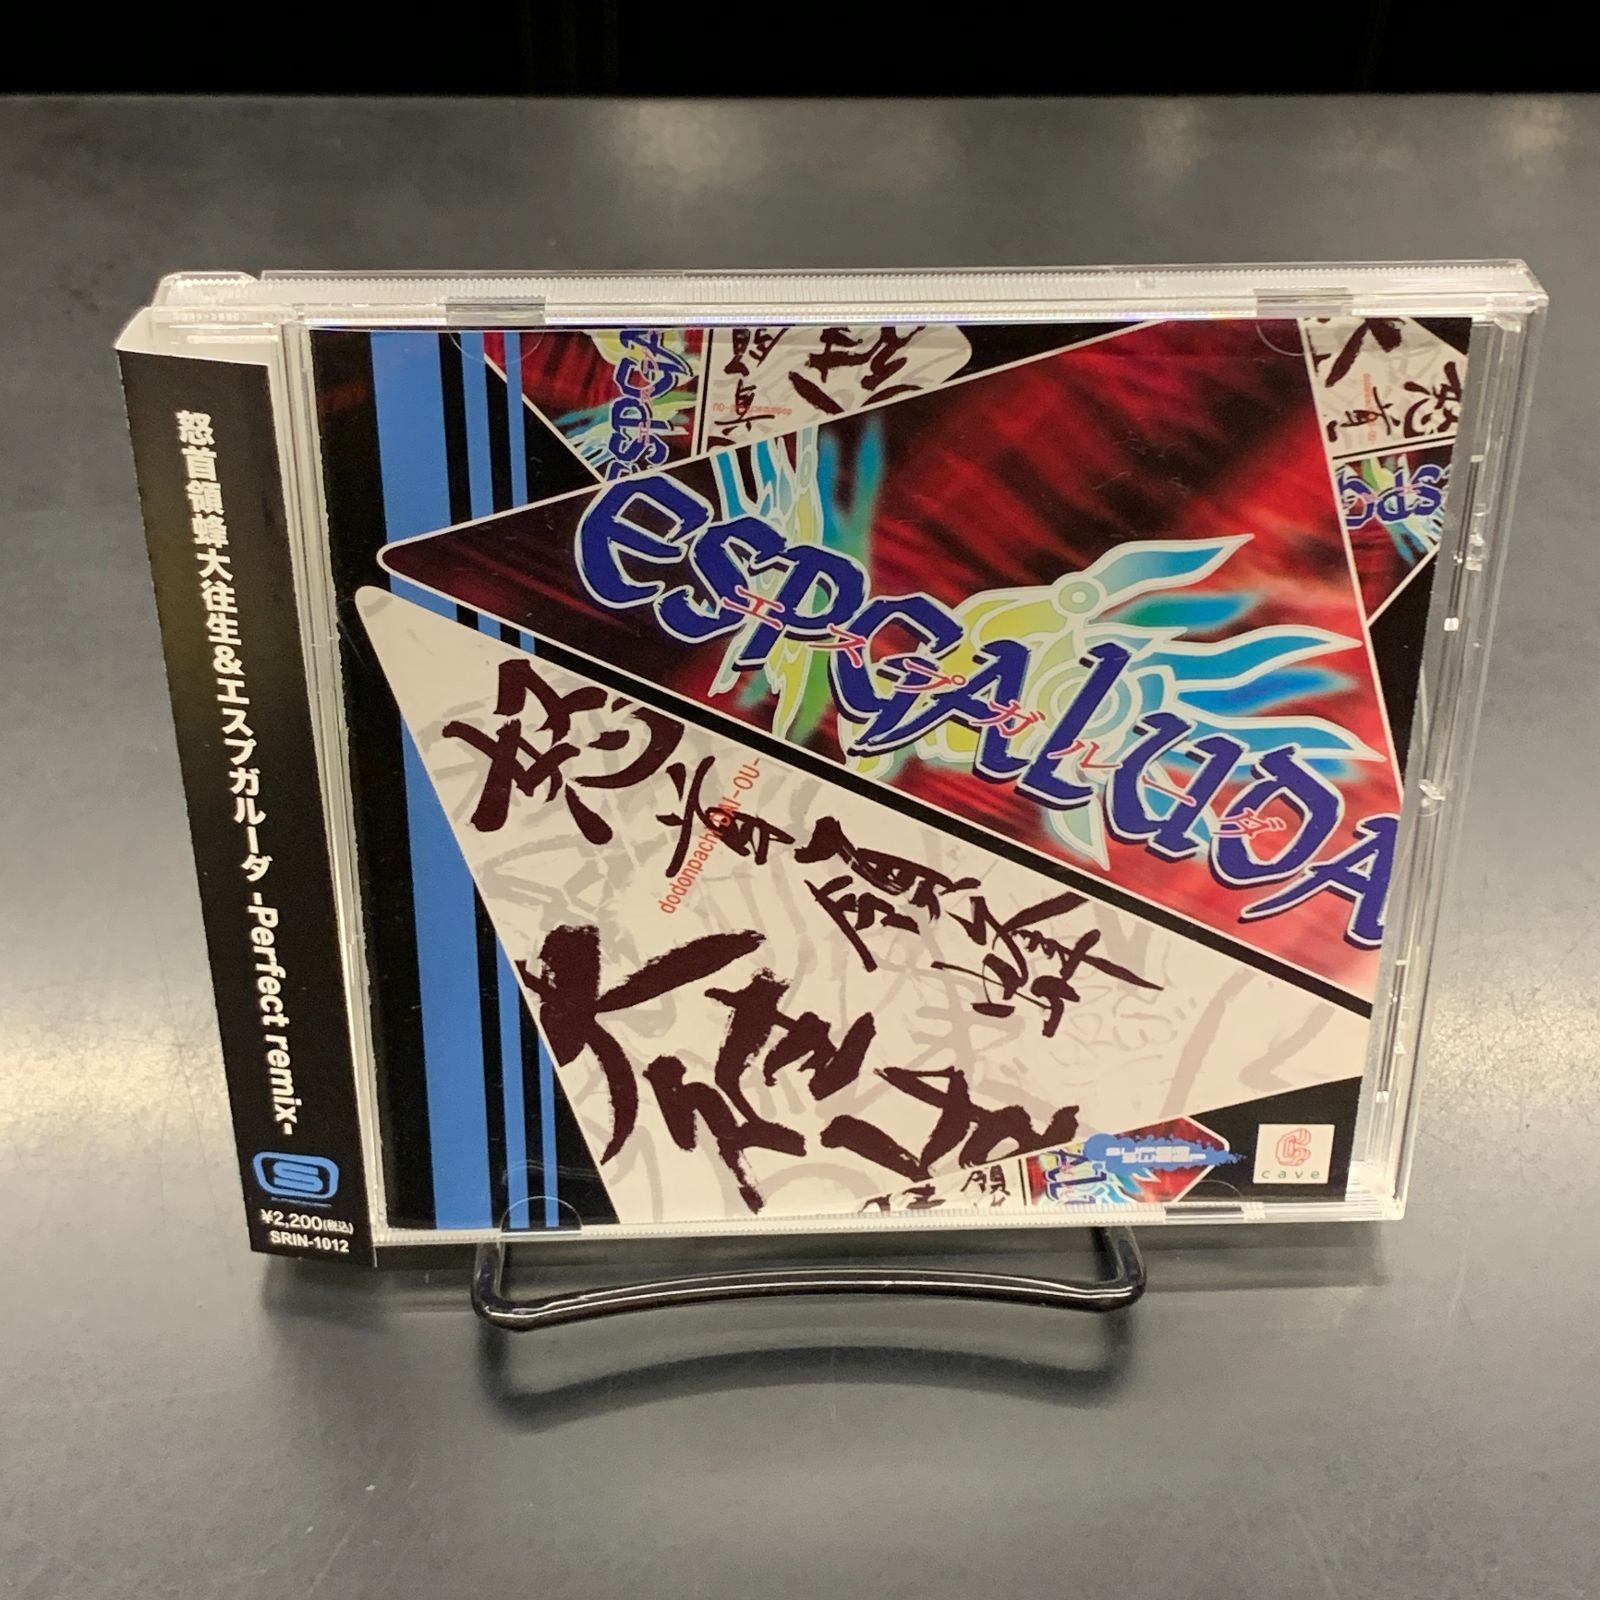 怒首領蜂大往生&エスプガルーダ -Perfect remix-
¥2,200(税込)
SRIN-1012
ESPGALUDA
エスプガルーダ
怒首領蜂
dodonpachi DAI-OU-
大往生
cave